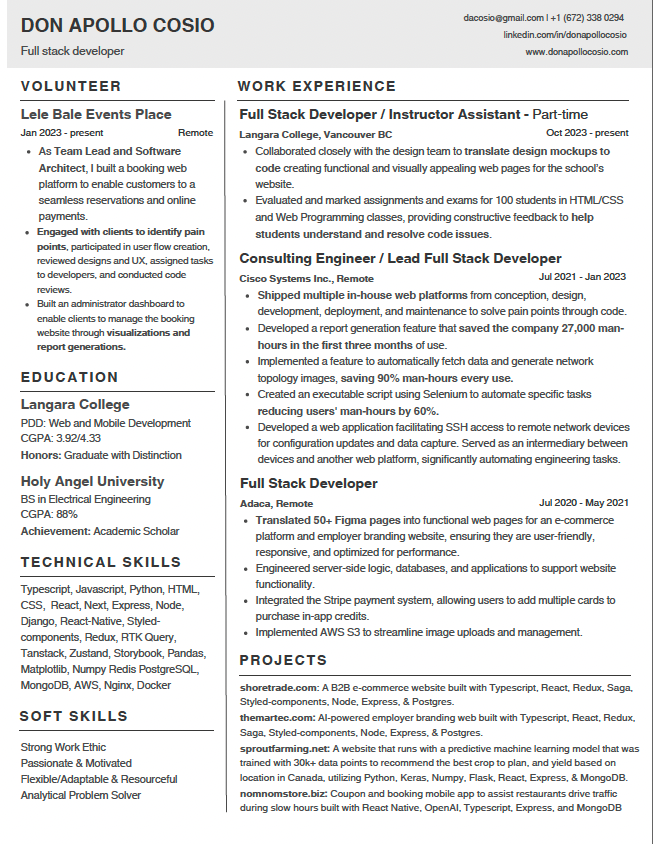 DON APOLLO COSIO
Full stack developer
dacosio@gmail.com | +1 (672) 338 0294
linkedin.com/in/donapollocosio
www.donapollocosio.com
VOLUNTEER
Lele Bale Events Place
Jan 2023 - present Remote
• As Team Lead and Software
Architect, I built a booking web
platform to enable customers to a
seamless reservations and online
payments.
• Engaged with clients to identify pain
points, participated in user flow creation,
reviewed designs and UX, assigned tasks
to developers, and conducted code
reviews.
• Built an administrator dashboard to
enable clients to manage the booking
website through visualizations and
report generations.
EDUCATION
Langara College
PDD: Web and Mobile Development
CGPA: 3.92/4.33
Honors: Graduate with Distinction
Holy Angel University
BS in Electrical Engineering
CGPA: 88%
Achievement: Academic Scholar
TECHNICAL SKILLS
Typescript, Javascript, Python, HTML,
CSS, React, Next, Express, Node,
Django, React-Native, Styled-
components, Redux, RTK Query,
Tanstack, Zustand, Storybook, Pandas,
Matplotlib, Numpy Redis PostgreSQL,
MongoDB, AWS, Nginx, Docker
SOFT SKILLS
Strong Work Ethic
Passionate & Motivated
Flexible/Adaptable & Resourceful
Analytical Problem Solver
WORK EXPERIENCE
Full Stack Developer / Instructor Assistant - Part-time
Langara College, Vancouver BC Oct 2023 - present
• Collaborated closely with the design team to translate design mockups to
code creating functional and visually appealing web pages for the school's
website.
• Evaluated and marked assignments and exams for 100 students in HTML/CSS
and Web Programming classes, providing constructive feedback to help
students understand and resolve code issues.
Consulting Engineer / Lead Full Stack Developer
Cisco Systems Inc., Remote Jul 2021 - Jan 2023
• Shipped multiple in-house web platforms from conception, design,
development, deployment, and maintenance to solve pain points through code.
• Developed a report generation feature that saved the company 27,000 man-
hours in the first three months of use.
• Implemented a feature to automatically fetch data and generate network
topology images, saving 90% man-hours every use.
• Created an executable script using Selenium to automate specific tasks
reducing users' man-hours by 60%.
• Developed a web application facilitating SSH access to remote network devices
for configuration updates and data capture. Served as an intermediary between
devices and another web platform, significantly automating engineering tasks.
Full Stack Developer
Adaca, Remote Jul 2020 - May 2021
• Translated 50+ Figma pages into functional web pages for an e-commerce
platform and employer branding website, ensuring they are user-friendly,
responsive, and optimized for performance.
• Engineered server-side logic, databases, and applications to support website
functionality.
• Integrated the Stripe payment system, allowing users to add multiple cards to
purchase in-app credits.
• Implemented AWS S3 to streamline image uploads and management.
PROJECTS
shoretrade.com: A B2B e-commerce website built with Typescript, React, Redux, Saga,
Styled-components, Node, Express, & Postgres.
themartec.com: AI-powered employer branding web built with Typescript, React, Redux,
Saga, Styled-components, Node, Express, & Postgres.
sproutfarming.net: A website that runs with a predictive machine learning model that was
trained with 30k+ data points to recommend the best crop to plan, and yield based on
location in Canada, utilizing Python, Keras, Numpy, Flask, React, Express, & MongoDB.
nomnomstore.biz: Coupon and booking mobile app to assist restaurants drive traffic
during slow hours built with React Native, OpenAI, Typescript, Express, and MongoDB